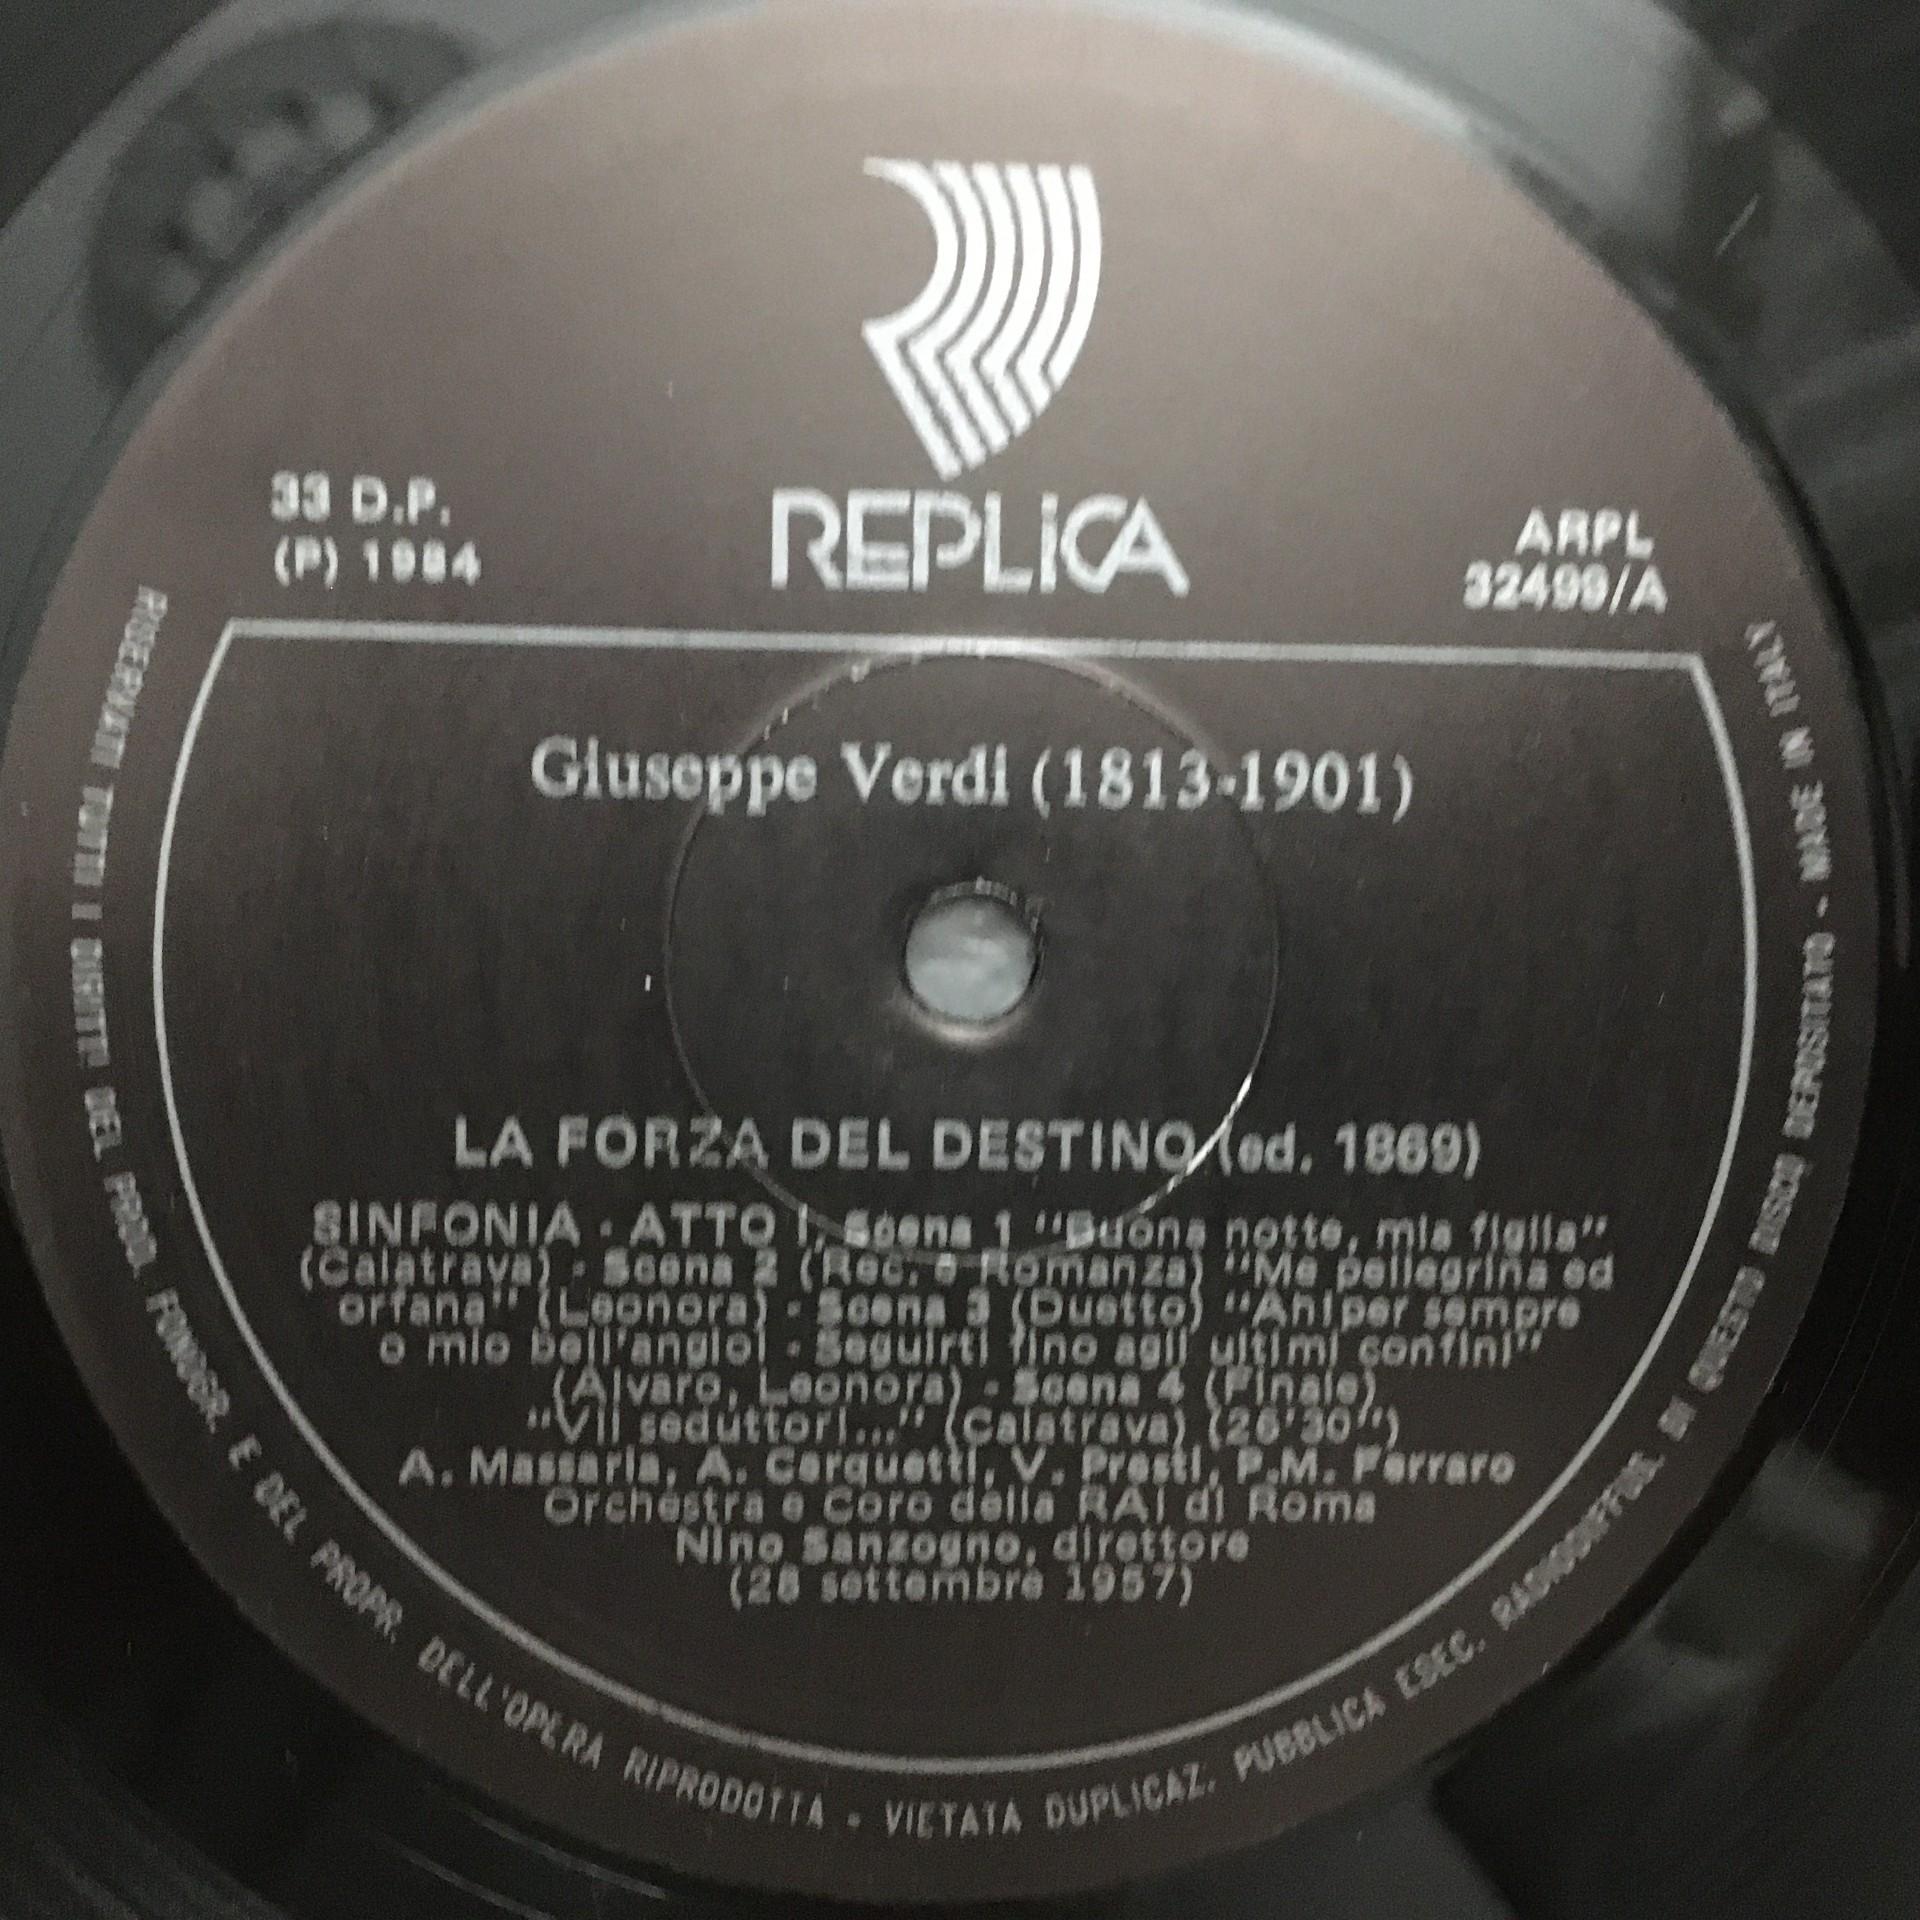 33 D.P.
(P) 1984
REPLICA
ARPL
32499/A
Giuseppe Verdi (1813-1901)
LA FORZA DEL DESTINO (ed. 1869)
SINFONIA - ATTO I, Scena 1 "Buona notte, mia figlia"
(Calatrava) - Scena 2 (Rec. e Romanza) "Me pellegrina ed
orfana" (Leonora) - Scena 3 (Duetto) "Ah!per sempre
o mio bell'angiol - Seguirti fino agli ultimi confini"
(Alvaro, Leonora) - Scena 4 (Finale)
"Vil seduttor!..." (Calatrava) (26'30")
A. Massaria, A. Cerquetti, V. Presti, P.M. Ferraro
Orchestra e Coro della RAI di Roma
Nino Sanzogno, direttore
(28 settembre 1957)
RISERVATI TUTTI I DIRITTI DEL PROD. FONOGR. E DEL PROPR. DELL'OPERA RIPRODOTTA - VIETATA DUPLICAZ. PUBBLICA ESEC. RADIODIFFUS. DI QUESTO DISCO DEPOSITATO - MADE IN ITALY